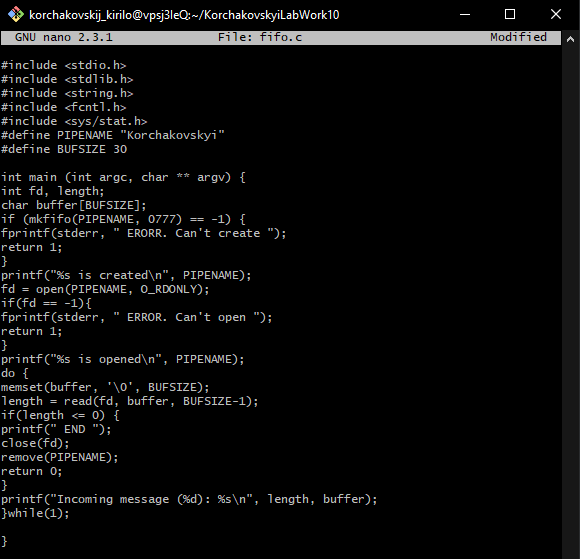 korchakovskij_kirilo@vpsj3leQ:~/KorchakovskyiLabWork10
GNU nano 2.3.1 File: fifo.c Modified
#include <stdio.h>
#include <stdlib.h>
#include <string.h>
#include <fcntl.h>
#include <sys/stat.h>
#define PIPENAME "Korchakovskyi"
#define BUFSIZE 30
int main (int argc, char ** argv) {
int fd, length;
char buffer[BUFSIZE];
if (mkfifo(PIPENAME, 0777) == -1) {
fprintf(stderr, " ERORR. Can't create ");
return 1;
}
printf("%s is created\n", PIPENAME);
fd = open(PIPENAME, O_RDONLY);
if(fd == -1){
fprintf(stderr, " ERROR. Can't open ");
return 1;
}
printf("%s is opened\n", PIPENAME);
do {
memset(buffer, '\0', BUFSIZE);
length = read(fd, buffer, BUFSIZE-1);
if(length <= 0) {
printf(" END ");
close(fd);
remove(PIPENAME);
return 0;
}
printf("Incoming message (%d): %s\n", length, buffer);
}while(1);
}